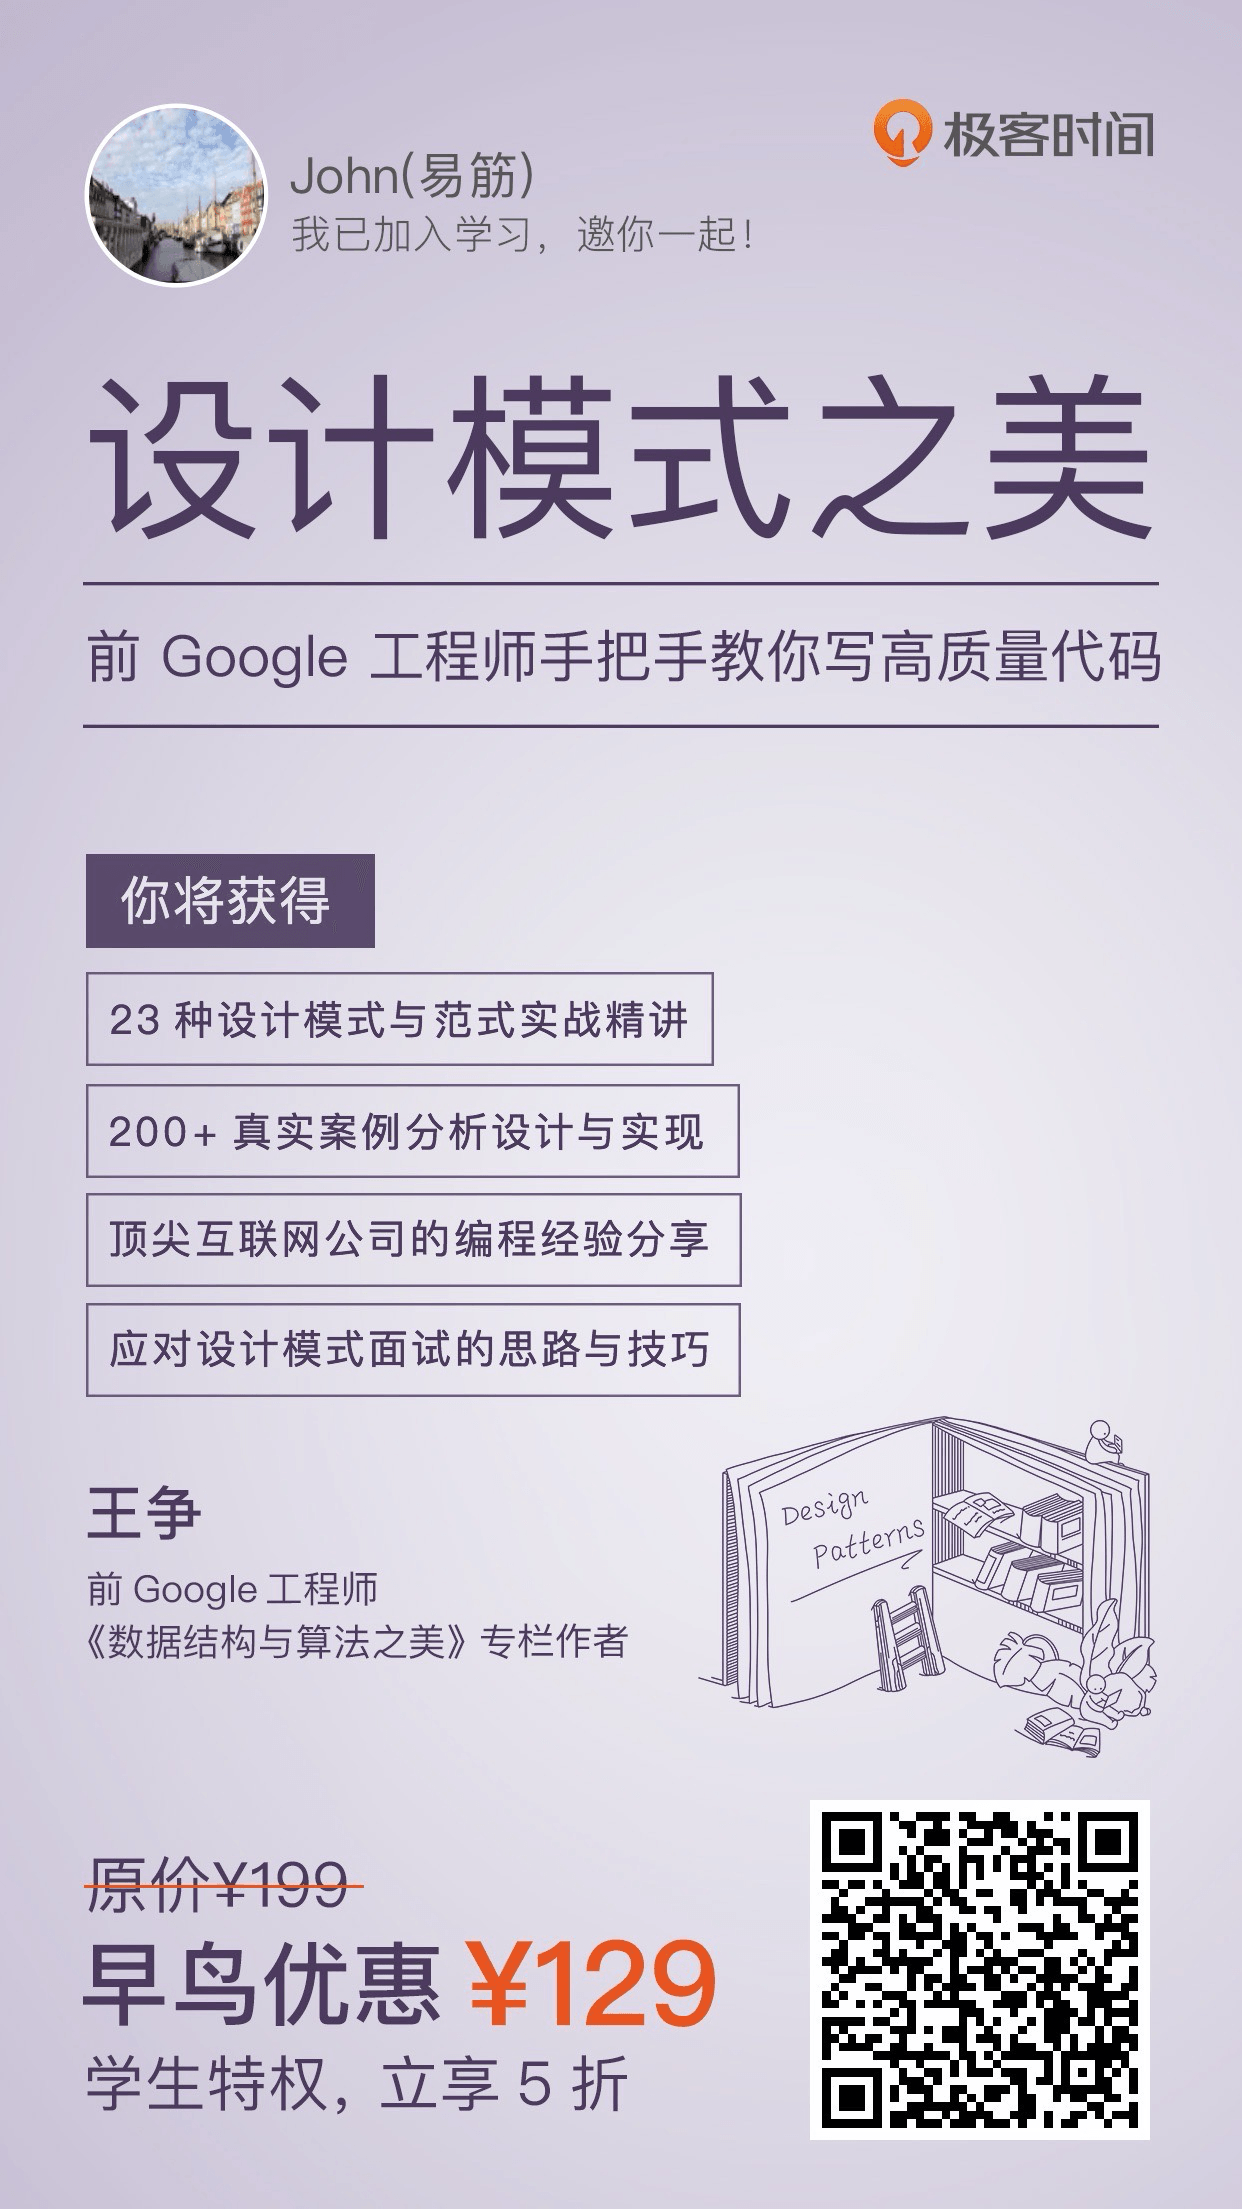 John(易筋)
我已加入学习，邀你一起！
极客时间
设计模式之美
前 Google 工程师手把手教你写高质量代码
你将获得
23 种设计模式与范式实战精讲
200+ 真实案例分析设计与实现
顶尖互联网公司的编程经验分享
应对设计模式面试的思路与技巧
Design
Patterns
王争
前 Google 工程师
《数据结构与算法之美》专栏作者
原价¥199
早鸟优惠 ¥129
学生特权，立享 5 折